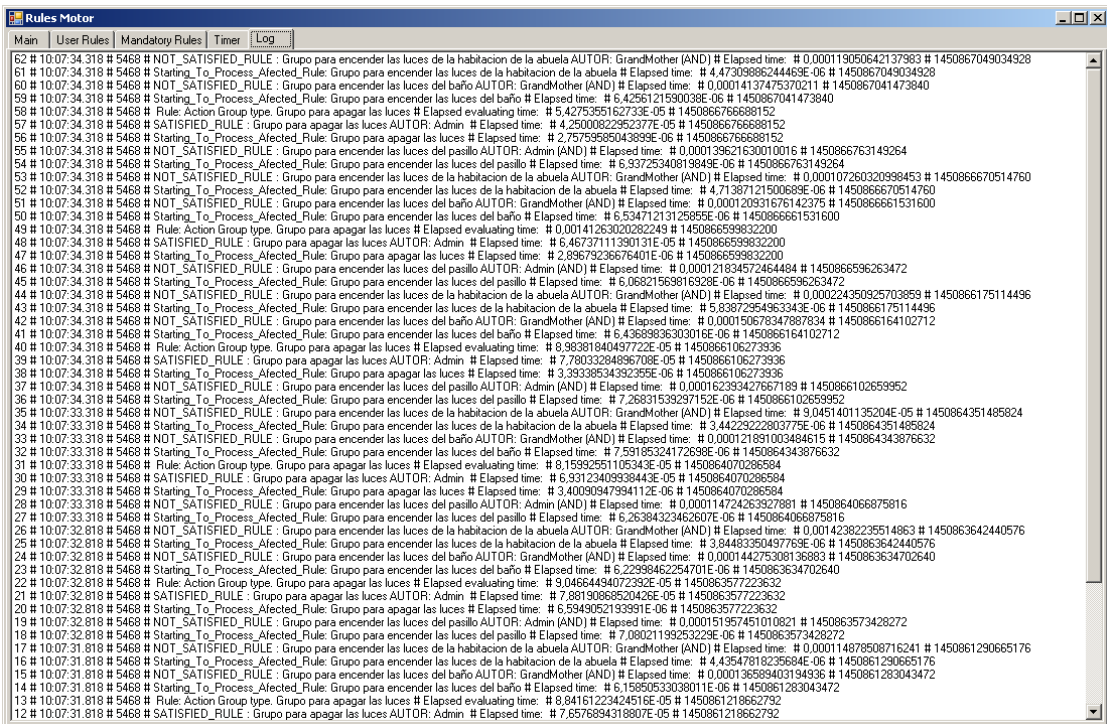 Rules Motor
Main User Rules Mandatory Rules Timer Log
62 # 10:07:34.318 # 5468 # NOT_SATISFIED_RULE : Grupo para encender las luces de la habitacion de la abuela AUTOR: GrandMother (AND) # Elapsed time: # 0,000119050642137983 # 1450867049034928
61 # 10:07:34.318 # 5468 # Starting_To_Process_Afected_Rule: Grupo para encender las luces de la habitacion de la abuela # Elapsed time: # 4,47309886244469E-06 # 1450867049034928
60 # 10:07:34.318 # 5468 # NOT_SATISFIED_RULE : Grupo para encender las luces del baño AUTOR: GrandMother (AND) # Elapsed time: # 0,00014137475370211 # 1450867041473840
59 # 10:07:34.318 # 5468 # Starting_To_Process_Afected_Rule: Grupo para encender las luces del baño # Elapsed time: # 6,4256121590038E-06 # 1450867041473840
58 # 10:07:34.318 # 5468 # Rule: Action Group type. Grupo para apagar las luces # Elapsed evaluating time: # 5,4275355162733E-05 # 1450866766688152
57 # 10:07:34.318 # 5468 # SATISFIED_RULE : Grupo para apagar las luces AUTOR: Admin # Elapsed time: # 4,25000822952377E-05 # 1450866766688152
56 # 10:07:34.318 # 5468 # Starting_To_Process_Afected_Rule: Grupo para apagar las luces # Elapsed time: # 2,75759585043899E-06 # 1450866766688152
55 # 10:07:34.318 # 5468 # NOT_SATISFIED_RULE : Grupo para encender las luces del pasillo AUTOR: Admin (AND) # Elapsed time: # 0,000139621630010016 # 1450866763149264
54 # 10:07:34.318 # 5468 # Starting_To_Process_Afected_Rule: Grupo para encender las luces del pasillo # Elapsed time: # 6,93725340819849E-06 # 1450866763149264
53 # 10:07:34.318 # 5468 # NOT_SATISFIED_RULE : Grupo para encender las luces de la habitacion de la abuela AUTOR: GrandMother (AND) # Elapsed time: # 0,000107260320998453 # 1450866670514760
52 # 10:07:34.318 # 5468 # Starting_To_Process_Afected_Rule: Grupo para encender las luces de la habitacion de la abuela # Elapsed time: # 4,71387121500689E-06 # 1450866670514760
51 # 10:07:34.318 # 5468 # NOT_SATISFIED_RULE : Grupo para encender las luces del baño AUTOR: GrandMother (AND) # Elapsed time: # 0,000120931676142375 # 1450866661531600
50 # 10:07:34.318 # 5468 # Starting_To_Process_Afected_Rule: Grupo para encender las luces del baño # Elapsed time: # 6,53471213125855E-06 # 1450866661531600
49 # 10:07:34.318 # 5468 # Rule: Action Group type. Grupo para apagar las luces # Elapsed evaluating time: # 0,00141263020282249 # 1450866599832200
48 # 10:07:34.318 # 5468 # SATISFIED_RULE : Grupo para apagar las luces AUTOR: Admin # Elapsed time: # 6,46737111390131E-05 # 1450866599832200
47 # 10:07:34.318 # 5468 # Starting_To_Process_Afected_Rule: Grupo para apagar las luces # Elapsed time: # 2,89679236676401E-06 # 1450866599832200
46 # 10:07:34.318 # 5468 # NOT_SATISFIED_RULE : Grupo para encender las luces del pasillo AUTOR: Admin (AND) # Elapsed time: # 0,000121834572464484 # 1450866596263472
45 # 10:07:34.318 # 5468 # Starting_To_Process_Afected_Rule: Grupo para encender las luces del pasillo # Elapsed time: # 6,06821569816928E-06 # 1450866596263472
44 # 10:07:34.318 # 5468 # NOT_SATISFIED_RULE : Grupo para encender las luces de la habitacion de la abuela AUTOR: GrandMother (AND) # Elapsed time: # 0,000224350925703859 # 1450866175114496
43 # 10:07:34.318 # 5468 # Starting_To_Process_Afected_Rule: Grupo para encender las luces de la habitacion de la abuela # Elapsed time: # 5,83872954963343E-06 # 1450866175114496
42 # 10:07:34.318 # 5468 # NOT_SATISFIED_RULE : Grupo para encender las luces del baño AUTOR: GrandMother (AND) # Elapsed time: # 0,000150678347887834 # 1450866164102712
41 # 10:07:34.318 # 5468 # Starting_To_Process_Afected_Rule: Grupo para encender las luces del baño # Elapsed time: # 6,43689836303016E-06 # 1450866164102712
40 # 10:07:34.318 # 5468 # Rule: Action Group type. Grupo para apagar las luces # Elapsed evaluating time: # 8,98381840497722E-05 # 1450866106273936
39 # 10:07:34.318 # 5468 # SATISFIED_RULE : Grupo para apagar las luces AUTOR: Admin # Elapsed time: # 7,78033284896708E-05 # 1450866106273936
38 # 10:07:34.318 # 5468 # Starting_To_Process_Afected_Rule: Grupo para apagar las luces # Elapsed time: # 3,39338534392355E-06 # 1450866106273936
37 # 10:07:34.318 # 5468 # NOT_SATISFIED_RULE : Grupo para encender las luces del pasillo AUTOR: Admin (AND) # Elapsed time: # 0,000162393427667189 # 1450866102659952
36 # 10:07:34.318 # 5468 # Starting_To_Process_Afected_Rule: Grupo para encender las luces del pasillo # Elapsed time: # 7,26831539297152E-06 # 1450866102659952
35 # 10:07:33.318 # 5468 # NOT_SATISFIED_RULE : Grupo para encender las luces de la habitacion de la abuela AUTOR: GrandMother (AND) # Elapsed time: # 9,0451401135204E-05 # 1450864351485824
34 # 10:07:33.318 # 5468 # Starting_To_Process_Afected_Rule: Grupo para encender las luces de la habitacion de la abuela # Elapsed time: # 3,44229222803775E-06 # 1450864351485824
33 # 10:07:33.318 # 5468 # NOT_SATISFIED_RULE : Grupo para encender las luces del baño AUTOR: GrandMother (AND) # Elapsed time: # 0,000121891003484615 # 1450864343876632
32 # 10:07:33.318 # 5468 # Starting_To_Process_Afected_Rule: Grupo para encender las luces del baño # Elapsed time: # 7,59185324172698E-06 # 1450864343876632
31 # 10:07:33.318 # 5468 # Rule: Action Group type. Grupo para apagar las luces # Elapsed evaluating time: # 8,15992551105343E-05 # 1450864070286584
30 # 10:07:33.318 # 5468 # SATISFIED_RULE : Grupo para apagar las luces AUTOR: Admin # Elapsed time: # 6,93123409938443E-05 # 1450864070286584
29 # 10:07:33.318 # 5468 # Starting_To_Process_Afected_Rule: Grupo para apagar las luces # Elapsed time: # 3,40090947994112E-06 # 1450864070286584
28 # 10:07:33.318 # 5468 # NOT_SATISFIED_RULE : Grupo para encender las luces del pasillo AUTOR: Admin (AND) # Elapsed time: # 0,000114724263927881 # 1450864066875816
27 # 10:07:33.318 # 5468 # Starting_To_Process_Afected_Rule: Grupo para encender las luces del pasillo # Elapsed time: # 6,26384323462607E-06 # 1450864066875816
26 # 10:07:32.818 # 5468 # NOT_SATISFIED_RULE : Grupo para encender las luces de la habitacion de la abuela AUTOR: GrandMother (AND) # Elapsed time: # 0,00142382235514863 # 1450863642440576
25 # 10:07:32.818 # 5468 # Starting_To_Process_Afected_Rule: Grupo para encender las luces de la habitacion de la abuela # Elapsed time: # 3,84483350497769E-06 # 1450863642440576
24 # 10:07:32.818 # 5468 # NOT_SATISFIED_RULE : Grupo para encender las luces del baño AUTOR: GrandMother (AND) # Elapsed time: # 0,000144275308136883 # 1450863634702640
23 # 10:07:32.818 # 5468 # Starting_To_Process_Afected_Rule: Grupo para encender las luces del baño # Elapsed time: # 6,22998462254701E-06 # 1450863634702640
22 # 10:07:32.818 # 5468 # Rule: Action Group type. Grupo para apagar las luces # Elapsed evaluating time: # 9,04664494072392E-05 # 1450863577223632
21 # 10:07:32.818 # 5468 # SATISFIED_RULE : Grupo para apagar las luces AUTOR: Admin # Elapsed time: # 7,88190868520426E-05 # 1450863577223632
20 # 10:07:32.818 # 5468 # Starting_To_Process_Afected_Rule: Grupo para apagar las luces # Elapsed time: # 6,5949052193991E-06 # 1450863577223632
19 # 10:07:32.818 # 5468 # NOT_SATISFIED_RULE : Grupo para encender las luces del pasillo AUTOR: Admin (AND) # Elapsed time: # 0,000151957451010821 # 1450863573428272
18 # 10:07:32.818 # 5468 # Starting_To_Process_Afected_Rule: Grupo para encender las luces del pasillo # Elapsed time: # 7,08021199253229E-06 # 1450863573428272
17 # 10:07:31.818 # 5468 # NOT_SATISFIED_RULE : Grupo para encender las luces de la habitacion de la abuela AUTOR: GrandMother (AND) # Elapsed time: # 0,000114878508716241 # 1450861290665176
16 # 10:07:31.818 # 5468 # Starting_To_Process_Afected_Rule: Grupo para encender las luces de la habitacion de la abuela # Elapsed time: # 4,43547818235684E-06 # 1450861290665176
15 # 10:07:31.818 # 5468 # NOT_SATISFIED_RULE : Grupo para encender las luces del baño AUTOR: GrandMother (AND) # Elapsed time: # 0,000136589403194936 # 1450861283043472
14 # 10:07:31.818 # 5468 # Starting_To_Process_Afected_Rule: Grupo para encender las luces del baño # Elapsed time: # 6,15850533038011E-06 # 1450861283043472
13 # 10:07:31.818 # 5468 # Rule: Action Group type. Grupo para apagar las luces # Elapsed evaluating time: # 8,84161223424516E-05 # 1450861218662792
12 # 10:07:31.818 # 5468 # SATISFIED_RULE : Grupo para apagar las luces AUTOR: Admin # Elapsed time: # 7,6576894318807E-05 # 1450861218662792